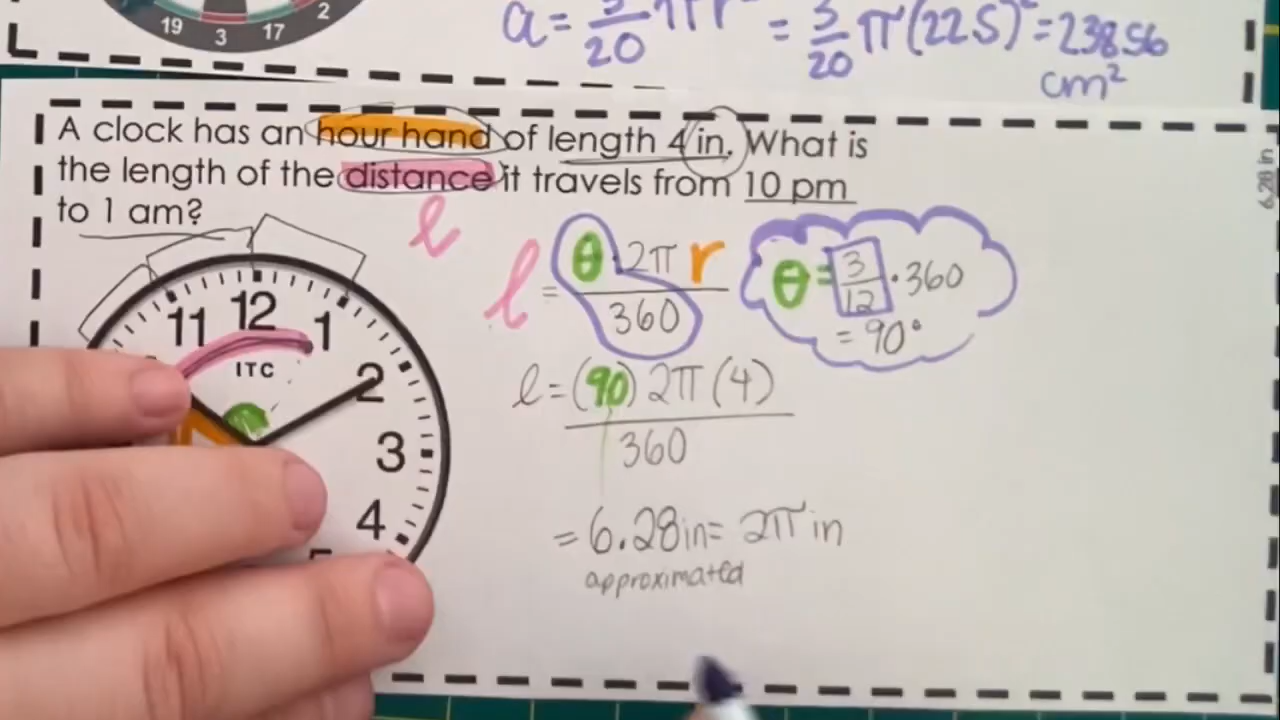 2
19 3 17
a = 3/20 πr² = 3/20 π(22.5)² = 238.56
cm²
A clock has an hour hand of length 4 in. What is
the length of the distance it travels from 10 pm
to 1 am?
6.28 in
l
l = θ·2πr / 360
θ = 3/12 · 360
= 90°
l = (90) 2π(4) / 360
= 6.28in = 2π in
approximated
11 12 1
ITC
2
3
4